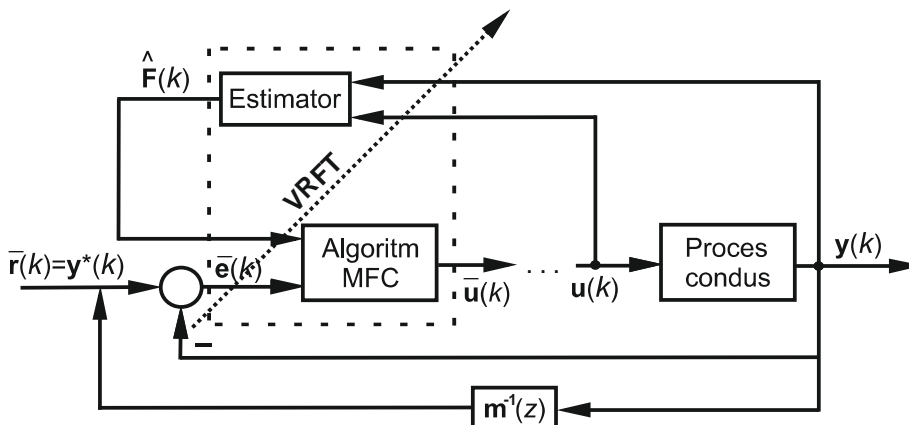 F̂(k)
Estimator
VRFT
r̅(k)=y*(k)
e̅(k)
Algoritm
MFC
u̅(k)
. . .
u(k)
Proces
condus
y(k)
−
m⁻¹(z)